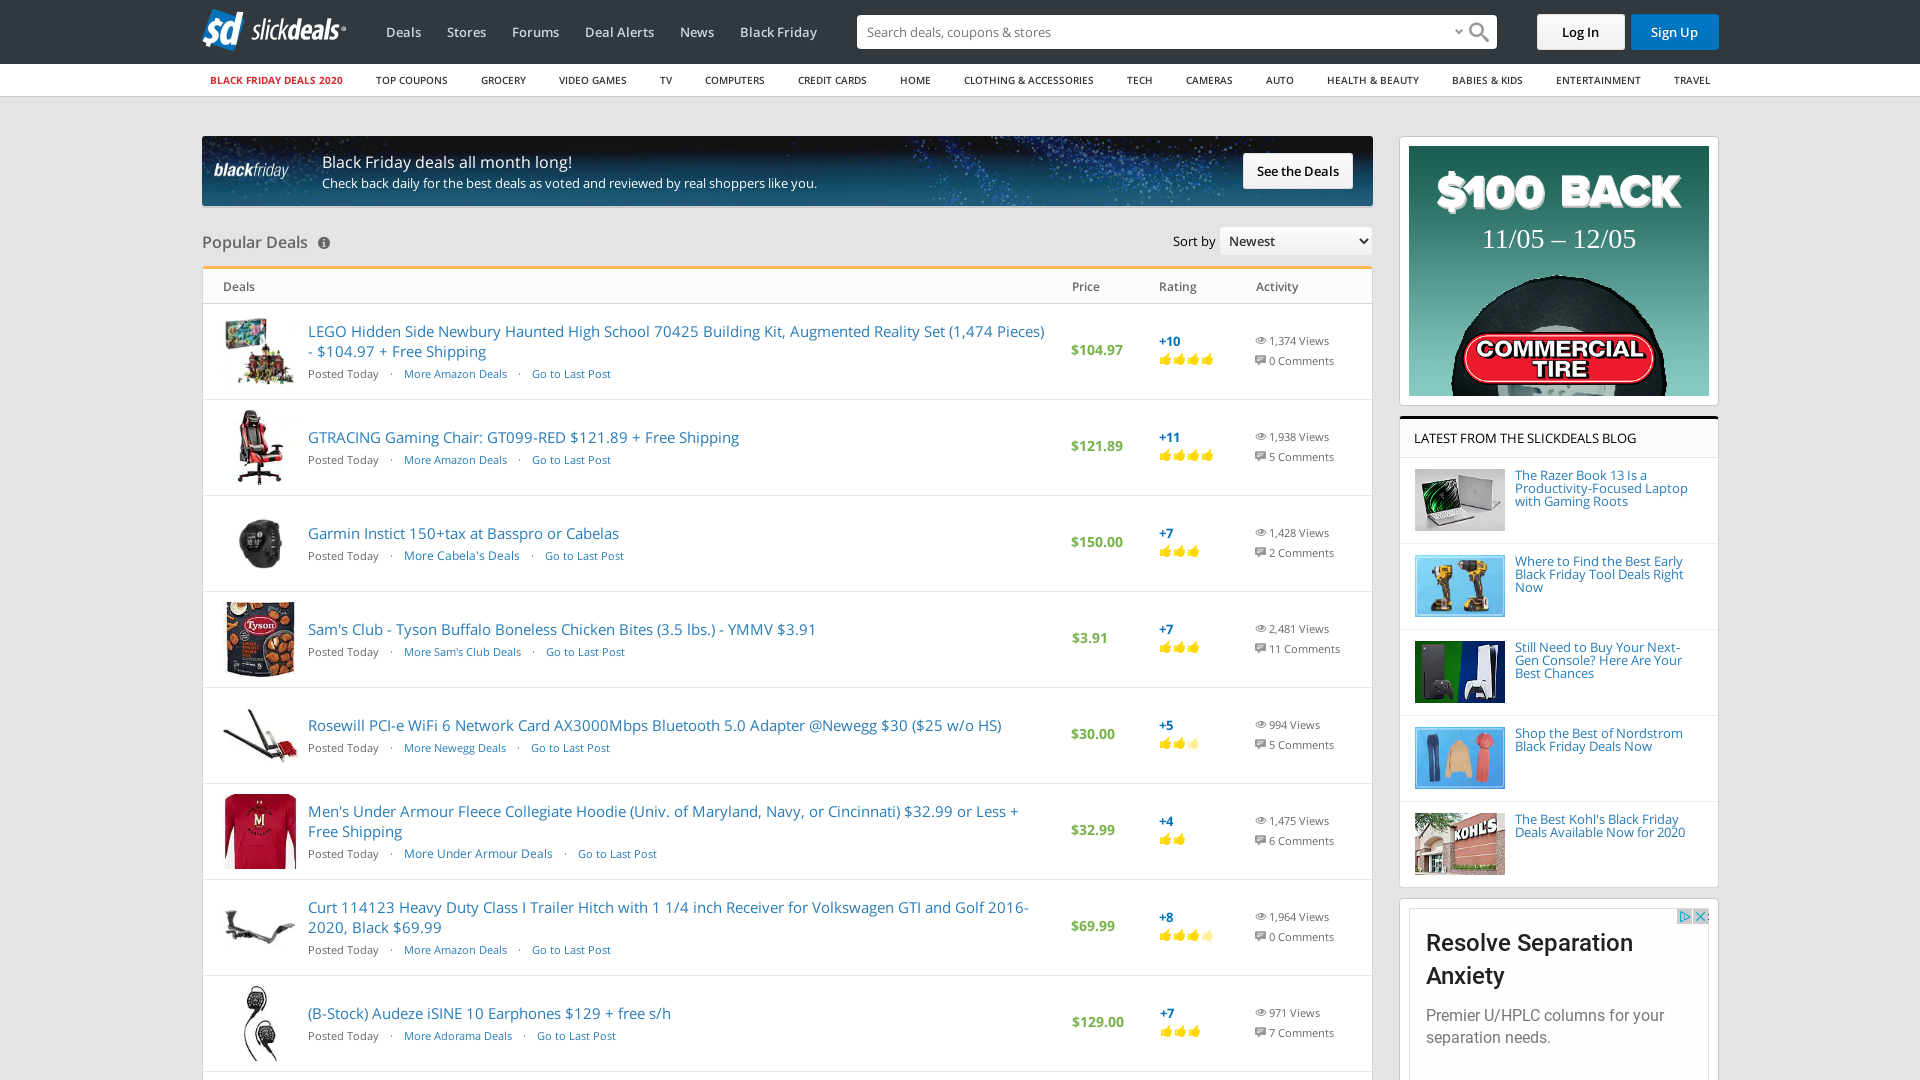 sd slickdeals
Deals
Stores
Forums
Deal Alerts
News
Black Friday
Search deals, coupons & stores
Log In
Sign Up
BLACK FRIDAY DEALS 2020
TOP COUPONS
GROCERY
VIDEO GAMES
TV
COMPUTERS
CREDIT CARDS
HOME
CLOTHING & ACCESSORIES
TECH
CAMERAS
AUTO
HEALTH & BEAUTY
BABIES & KIDS
ENTERTAINMENT
TRAVEL
blackfriday
Black Friday deals all month long!
Check back daily for the best deals as voted and reviewed by real shoppers like you.
See the Deals
Popular Deals
Sort by Newest
Deals Price Rating Activity
LEGO Hidden Side Newbury Haunted High School 70425 Building Kit, Augmented Reality Set (1,474 Pieces)
- $104.97 + Free Shipping
Posted Today · More Amazon Deals · Go to Last Post
$104.97
+10
1,374 Views
0 Comments
GTRACING Gaming Chair: GT099-RED $121.89 + Free Shipping
Posted Today · More Amazon Deals · Go to Last Post
$121.89
+11
1,938 Views
5 Comments
Garmin Instict 150+tax at Basspro or Cabelas
Posted Today · More Cabela's Deals · Go to Last Post
$150.00
+7
1,428 Views
2 Comments
Tyson
Sam's Club - Tyson Buffalo Boneless Chicken Bites (3.5 lbs.) - YMMV $3.91
Posted Today · More Sam's Club Deals · Go to Last Post
$3.91
+7
2,481 Views
11 Comments
Rosewill PCI-e WiFi 6 Network Card AX3000Mbps Bluetooth 5.0 Adapter @Newegg $30 ($25 w/o HS)
Posted Today · More Newegg Deals · Go to Last Post
$30.00
+5
994 Views
5 Comments
M
Men's Under Armour Fleece Collegiate Hoodie (Univ. of Maryland, Navy, or Cincinnati) $32.99 or Less +
Free Shipping
Posted Today · More Under Armour Deals · Go to Last Post
$32.99
+4
1,475 Views
6 Comments
Curt 114123 Heavy Duty Class I Trailer Hitch with 1 1/4 inch Receiver for Volkswagen GTI and Golf 2016-
2020, Black $69.99
Posted Today · More Amazon Deals · Go to Last Post
$69.99
+8
1,964 Views
0 Comments
(B-Stock) Audeze iSINE 10 Earphones $129 + free s/h
Posted Today · More Adorama Deals · Go to Last Post
$129.00
+7
971 Views
7 Comments
$100 BACK
11/05 – 12/05
COMMERCIAL
TIRE
LATEST FROM THE SLICKDEALS BLOG
The Razer Book 13 Is a
Productivity-Focused Laptop
with Gaming Roots
Where to Find the Best Early
Black Friday Tool Deals Right
Now
Still Need to Buy Your Next-
Gen Console? Here Are Your
Best Chances
Shop the Best of Nordstrom
Black Friday Deals Now
KOHL'S
The Best Kohl's Black Friday
Deals Available Now for 2020
Resolve Separation
Anxiety
Premier U/HPLC columns for your
separation needs.